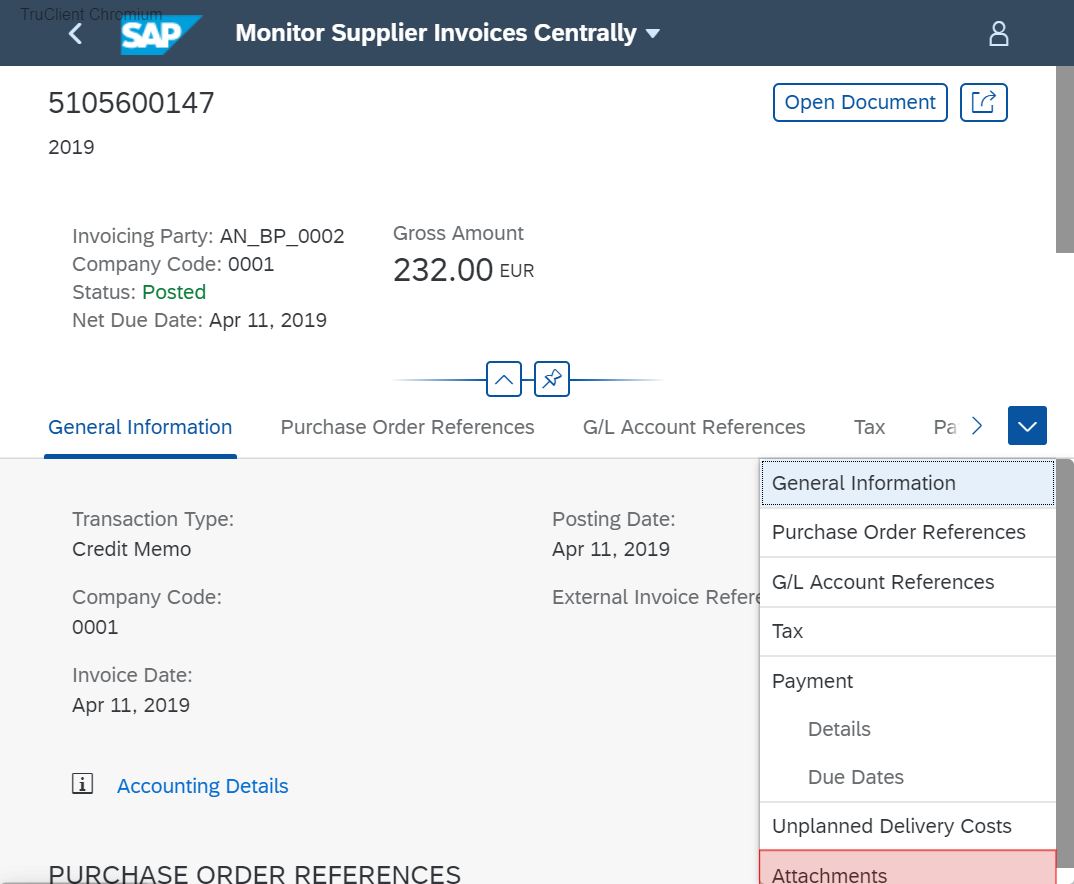 TruClient Chromium
SAP
Monitor Supplier Invoices Centrally
5105600147
Open Document
2019
Invoicing Party: AN_BP_0002
Company Code: 0001
Status: Posted
Net Due Date: Apr 11, 2019
Gross Amount
232.00 EUR
General Information
Purchase Order References
G/L Account References
Tax
Pa
Transaction Type:
Credit Memo
Company Code:
0001
Invoice Date:
Apr 11, 2019
Posting Date:
Apr 11, 2019
External Invoice Refere
Accounting Details
PURCHASE ORDER REFERENCES
General Information
Purchase Order References
G/L Account References
Tax
Payment
Details
Due Dates
Unplanned Delivery Costs
Attachments